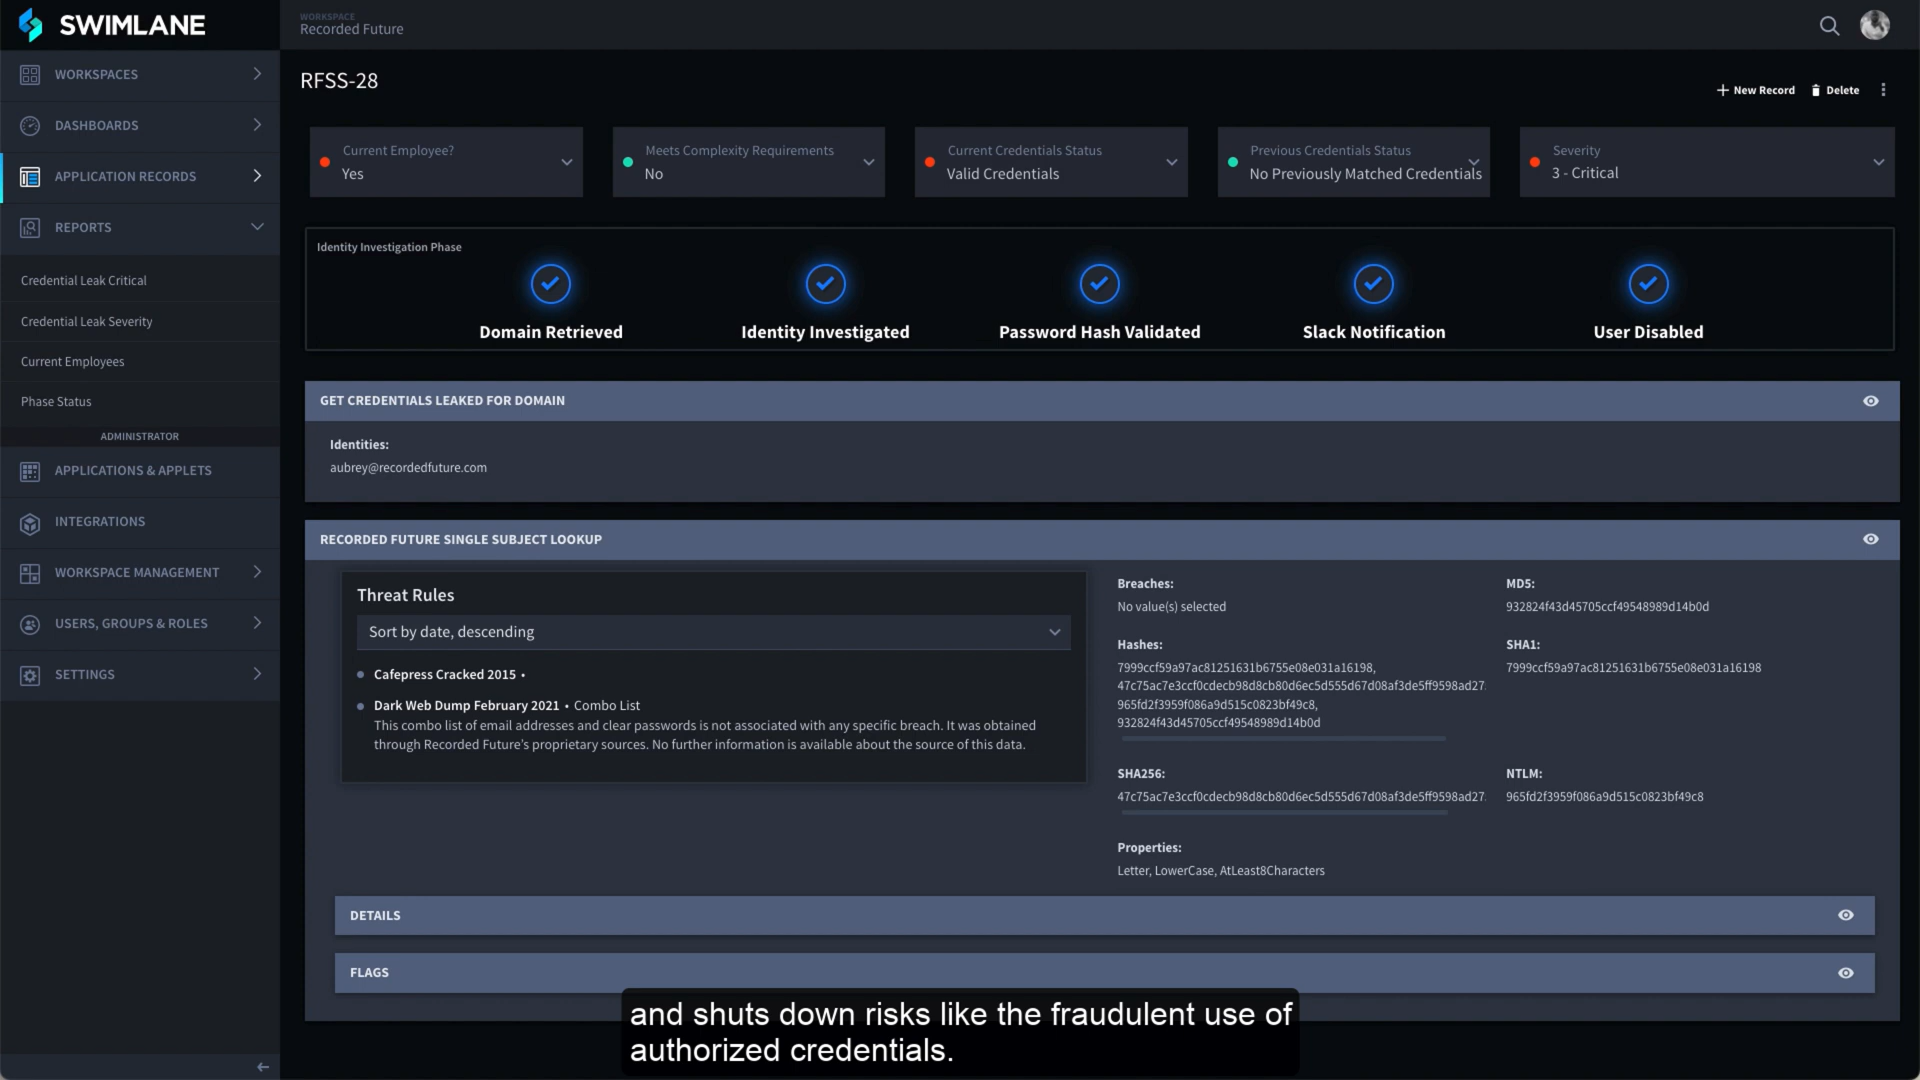 SWIMLANE
WORKSPACE
Recorded Future
WORKSPACES
DASHBOARDS
APPLICATION RECORDS
REPORTS
Credential Leak Critical
Credential Leak Severity
Current Employees
Phase Status
ADMINISTRATOR
APPLICATIONS & APPLETS
INTEGRATIONS
WORKSPACE MANAGEMENT
USERS, GROUPS & ROLES
SETTINGS
RFSS-28
New Record
Delete
Current Employee?
Yes
Meets Complexity Requirements
No
Current Credentials Status
Valid Credentials
Previous Credentials Status
No Previously Matched Credentials
Severity
3 - Critical
Identity Investigation Phase
Domain Retrieved
Identity Investigated
Password Hash Validated
Slack Notification
User Disabled
GET CREDENTIALS LEAKED FOR DOMAIN
Identities:
aubrey@recordedfuture.com
RECORDED FUTURE SINGLE SUBJECT LOOKUP
Threat Rules
Sort by date, descending
Cafepress Cracked 2015 •
Dark Web Dump February 2021 • Combo List
This combo list of email addresses and clear passwords is not associated with any specific breach. It was obtained
through Recorded Future's proprietary sources. No further information is available about the source of this data.
Breaches:
No value(s) selected
MD5:
932824f43d45705ccf49548989d14b0d
Hashes:
7999ccf59a97ac81251631b6755e08e031a16198,
47c75ac7e3ccf0cdecb98d8cb80d6ec5d555d67d08af3de5ff9598ad27
965fd2f3959f086a9d515c0823bf49c8,
932824f43d45705ccf49548989d14b0d
SHA1:
7999ccf59a97ac81251631b6755e08e031a16198
SHA256:
47c75ac7e3ccf0cdecb98d8cb80d6ec5d555d67d08af3de5ff9598ad27
NTLM:
965fd2f3959f086a9d515c0823bf49c8
Properties:
Letter, LowerCase, AtLeast8Characters
DETAILS
FLAGS
and shuts down risks like the fraudulent use of
authorized credentials.